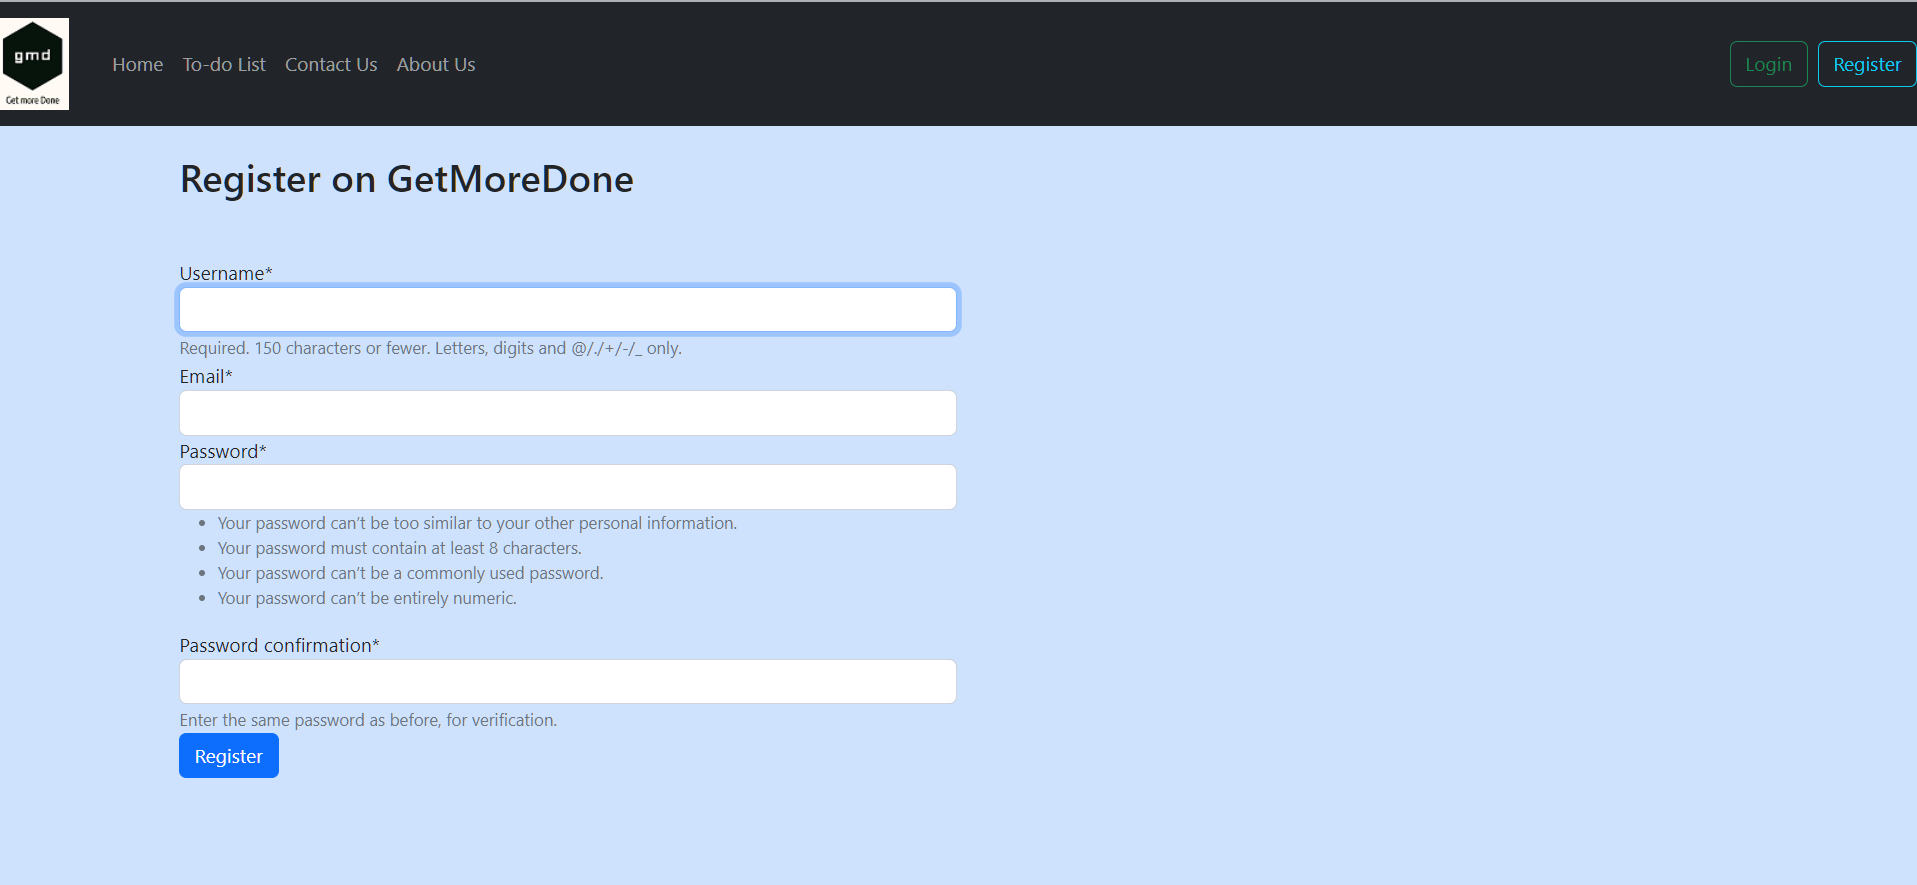 gmd
Get more Done
Home To-do List Contact Us About Us Login Register
Register on GetMoreDone
Username*
Required. 150 characters or fewer. Letters, digits and @/./+/-/_ only.
Email*
Password*
• Your password can’t be too similar to your other personal information.
• Your password must contain at least 8 characters.
• Your password can’t be a commonly used password.
• Your password can’t be entirely numeric.
Password confirmation*
Enter the same password as before, for verification.
Register